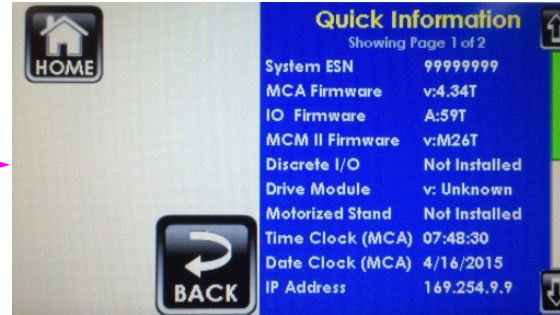 HOME
BACK
Quick Information
Showing Page 1 of 2
System ESN 99999999
MCA Firmware v:4.34T
IO Firmware A:59T
MCM II Firmware v:M26T
Discrete I/O Not Installed
Drive Module v: Unknown
Motorized Stand Not Installed
Time Clock (MCA) 07:48:30
Date Clock (MCA) 4/16/2015
IP Address 169.254.9.9